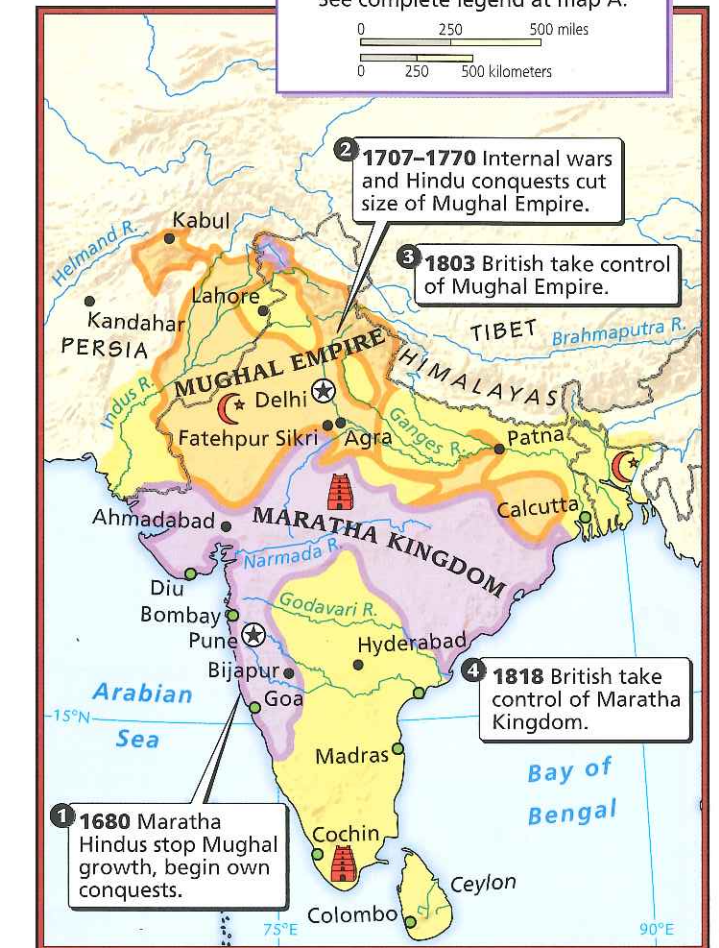 See complete legend at map A.
0 250 500 miles
0 250 500 kilometers
2 1707–1770 Internal wars
and Hindu conquests cut
size of Mughal Empire.
3 1803 British take control
of Mughal Empire.
Kabul
Helmand R.
Lahore
Kandahar
PERSIA
TIBET
Brahmaputra R.
HIMALAYAS
MUGHAL EMPIRE
Indus R.
Delhi
Fatehpur Sikri
Agra
Ganges R.
Patna
Calcutta
Ahmadabad
MARATHA KINGDOM
Narmada R.
Diu
Bombay
Godavari R.
Pune
Hyderabad
Bijapur
Goa
4 1818 British take
control of Maratha
Kingdom.
Arabian
Sea
15°N
Madras
Bay of
Bengal
1 1680 Maratha
Hindus stop Mughal
growth, begin own
conquests.
Cochin
Ceylon
Colombo
75°E
90°E